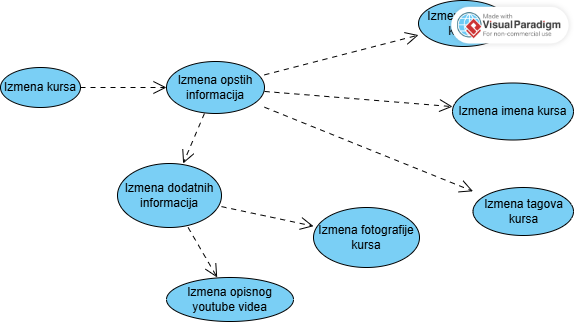 Izmena
Made with
Visual Paradigm
For non-commercial use
Izmena opstih
informacija
Izmena kursa
Izmena imena kursa
Izmena dodatnih
informacija
Izmena tagova
kursa
Izmena fotografije
kursa
Izmena opisnog
youtube videa